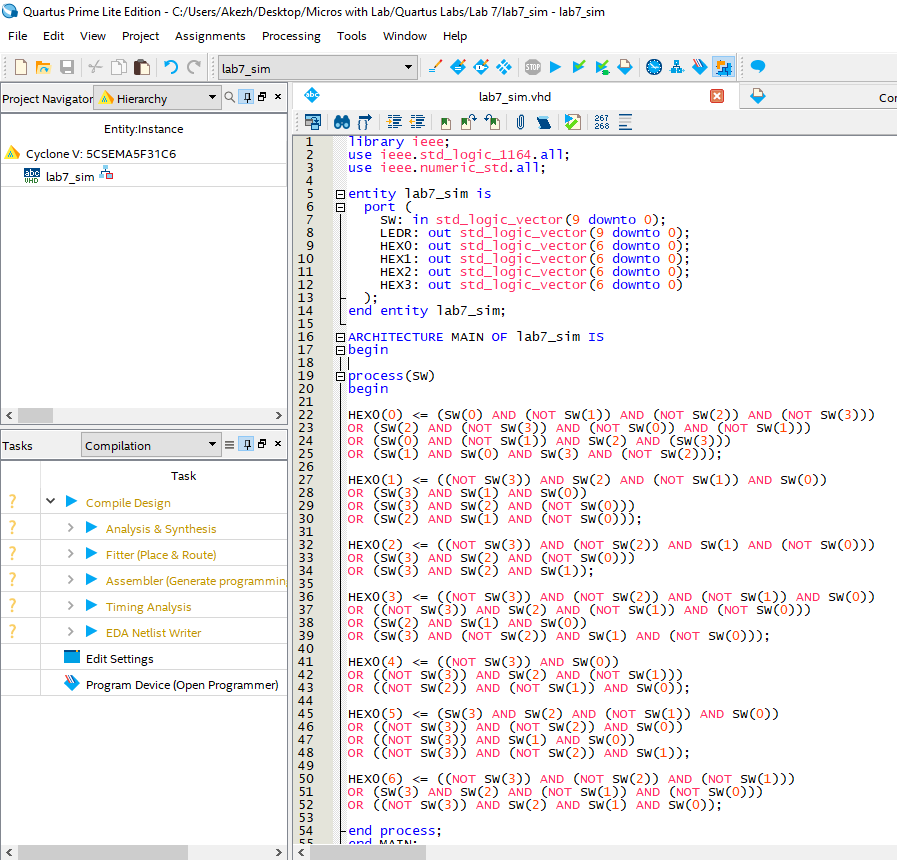 Quartus Prime Lite Edition - C:/Users/Akezh/Desktop/Micros with Lab/Quartus Labs/Lab 7/lab7_sim - lab7_sim
File Edit View Project Assignments Processing Tools Window Help
lab7_sim
Project Navigator Hierarchy
Entity:Instance
Cyclone V: 5CSEMA5F31C6
lab7_sim
Tasks Compilation
Task
Compile Design
Analysis & Synthesis
Fitter (Place & Route)
Assembler (Generate programmin
Timing Analysis
EDA Netlist Writer
Edit Settings
Program Device (Open Programmer)
lab7_sim.vhd
Cor
267
268
1 library ieee;
2 use ieee.std_logic_1164.all;
3 use ieee.numeric_std.all;
4
5 entity lab7_sim is
6 port (
7 SW: in std_logic_vector(9 downto 0);
8 LEDR: out std_logic_vector(9 downto 0);
9 HEX0: out std_logic_vector(6 downto 0);
10 HEX1: out std_logic_vector(6 downto 0);
11 HEX2: out std_logic_vector(6 downto 0);
12 HEX3: out std_logic_vector(6 downto 0)
13 );
14 end entity lab7_sim;
15
16 ARCHITECTURE MAIN OF lab7_sim IS
17 begin
18
19 process(SW)
20 begin
21
22 HEX0(0) <= (SW(0) AND (NOT SW(1)) AND (NOT SW(2)) AND (NOT SW(3)))
23 OR (SW(2) AND (NOT SW(3)) AND (NOT SW(0)) AND (NOT SW(1)))
24 OR (SW(0) AND (NOT SW(1)) AND SW(2) AND (SW(3)))
25 OR (SW(1) AND SW(0) AND SW(3) AND (NOT SW(2)));
26
27 HEX0(1) <= ((NOT SW(3)) AND SW(2) AND (NOT SW(1)) AND SW(0))
28 OR (SW(3) AND SW(1) AND SW(0))
29 OR (SW(3) AND SW(2) AND (NOT SW(0)))
30 OR (SW(2) AND SW(1) AND (NOT SW(0)));
31
32 HEX0(2) <= ((NOT SW(3)) AND (NOT SW(2)) AND SW(1) AND (NOT SW(0)))
33 OR (SW(3) AND SW(2) AND (NOT SW(0)))
34 OR (SW(3) AND SW(2) AND SW(1));
35
36 HEX0(3) <= ((NOT SW(3)) AND (NOT SW(2)) AND (NOT SW(1)) AND SW(0))
37 OR ((NOT SW(3)) AND SW(2) AND (NOT SW(1)) AND (NOT SW(0)))
38 OR (SW(2) AND SW(1) AND SW(0))
39 OR (SW(3) AND (NOT SW(2)) AND SW(1) AND (NOT SW(0)));
40
41 HEX0(4) <= ((NOT SW(3)) AND SW(0))
42 OR ((NOT SW(3)) AND SW(2) AND (NOT SW(1)))
43 OR ((NOT SW(2)) AND (NOT SW(1)) AND SW(0));
44
45 HEX0(5) <= (SW(3) AND SW(2) AND (NOT SW(1)) AND SW(0))
46 OR ((NOT SW(3)) AND (NOT SW(2)) AND SW(0))
47 OR ((NOT SW(3)) AND SW(1) AND SW(0))
48 OR ((NOT SW(3)) AND (NOT SW(2)) AND SW(1));
49
50 HEX0(6) <= ((NOT SW(3)) AND (NOT SW(2)) AND (NOT SW(1)))
51 OR (SW(3) AND SW(2) AND (NOT SW(1)) AND (NOT SW(0)))
52 OR ((NOT SW(3)) AND SW(2) AND SW(1) AND SW(0));
53
54 end process;
55 end MAIN;